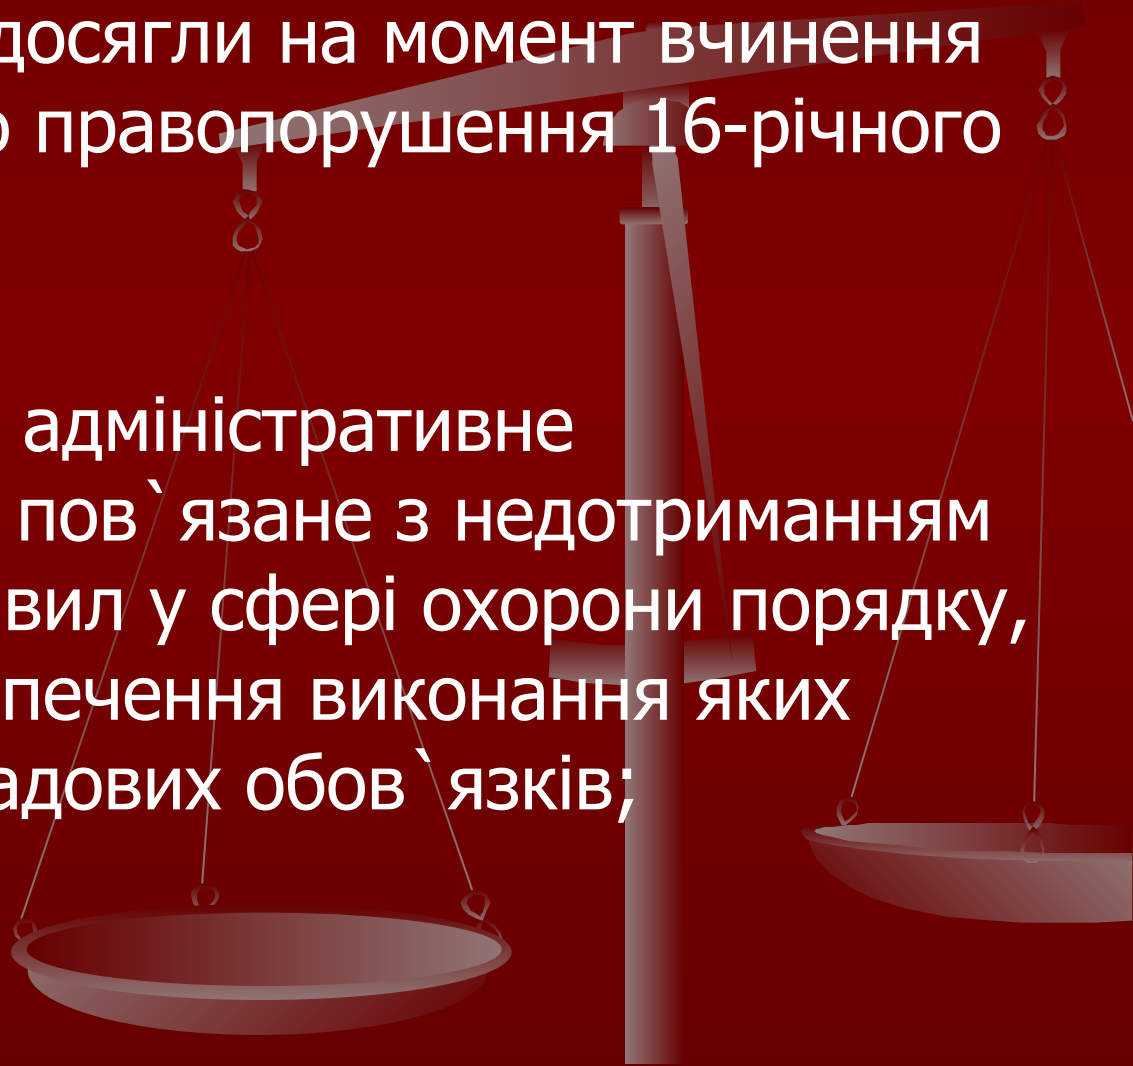 досягли на момент вчинення
о правопорушення 16-річного
адміністративне
пов`язане з недотриманням
вил у сфері охорони порядку,
печення виконання яких
адових обов`язків;